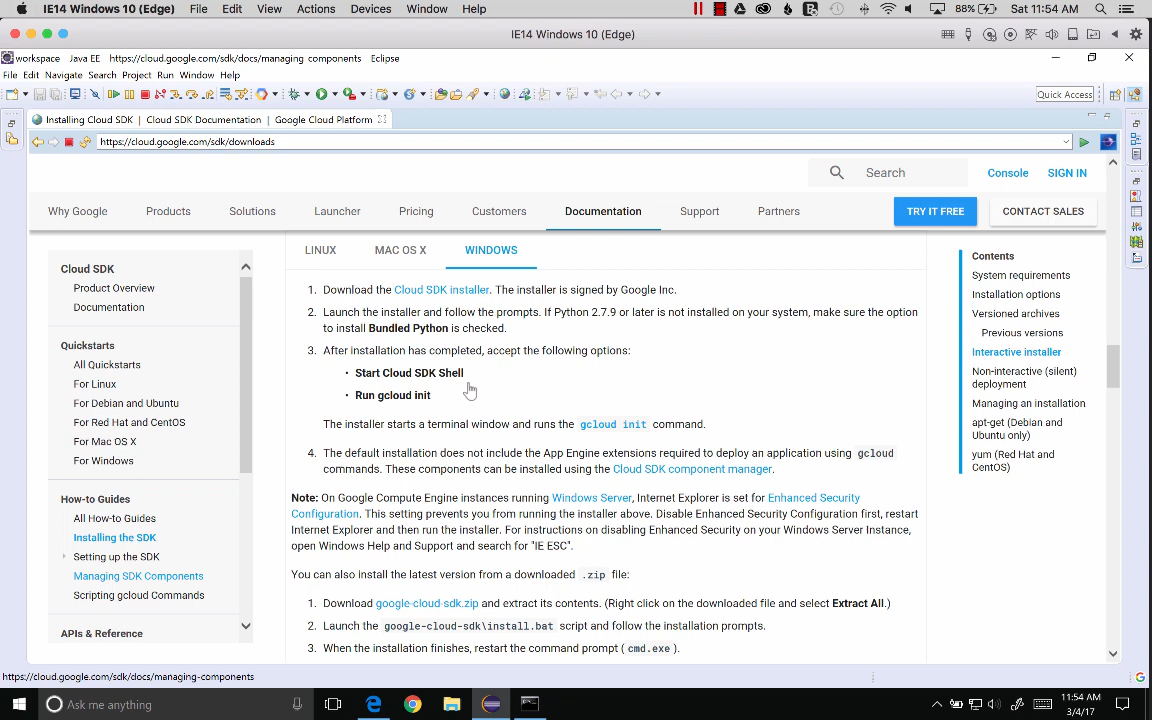 IE14 Windows 10 (Edge) File Edit View Actions Devices Window Help 88% Sat 11:54 AM
IE14 Windows 10 (Edge)
workspace Java EE https://cloud.google.com/sdk/docs/managing components Eclipse
File Edit Navigate Search Project Run Window Help
Quick Access
Installing Cloud SDK | Cloud SDK Documentation | Google Cloud Platform
https://cloud.google.com/sdk/downloads
Search Console SIGN IN
Why Google Products Solutions Launcher Pricing Customers Documentation Support Partners TRY IT FREE CONTACT SALES
Cloud SDK
Product Overview
Documentation
Quickstarts
All Quickstarts
For Linux
For Debian and Ubuntu
For Red Hat and CentOS
For Mac OS X
For Windows
How-to Guides
All How-to Guides
Installing the SDK
Setting up the SDK
Managing SDK Components
Scripting gcloud Commands
APIs & Reference
LINUX MAC OS X WINDOWS
1. Download the Cloud SDK installer. The installer is signed by Google Inc.
2. Launch the installer and follow the prompts. If Python 2.7.9 or later is not installed on your system, make sure the option
to install Bundled Python is checked.
3. After installation has completed, accept the following options:
• Start Cloud SDK Shell
• Run gcloud init
The installer starts a terminal window and runs the gcloud init command.
4. The default installation does not include the App Engine extensions required to deploy an application using gcloud
commands. These components can be installed using the Cloud SDK component manager.
Note: On Google Compute Engine instances running Windows Server, Internet Explorer is set for Enhanced Security
Configuration. This setting prevents you from running the installer above. Disable Enhanced Security Configuration first, restart
Internet Explorer and then run the installer. For instructions on disabling Enhanced Security on your Windows Server Instance,
open Windows Help and Support and search for "IE ESC".
You can also install the latest version from a downloaded .zip file:
1. Download google-cloud-sdk.zip and extract its contents. (Right click on the downloaded file and select Extract All.)
2. Launch the google-cloud-sdk\install.bat script and follow the installation prompts.
3. When the installation finishes, restart the command prompt ( cmd.exe ).
Contents
System requirements
Installation options
Versioned archives
Previous versions
Interactive installer
Non-interactive (silent)
deployment
Managing an installation
apt-get (Debian and
Ubuntu only)
yum (Red Hat and
CentOS)
https://cloud.google.com/sdk/docs/managing-components
Ask me anything
11:54 AM
3/4/17